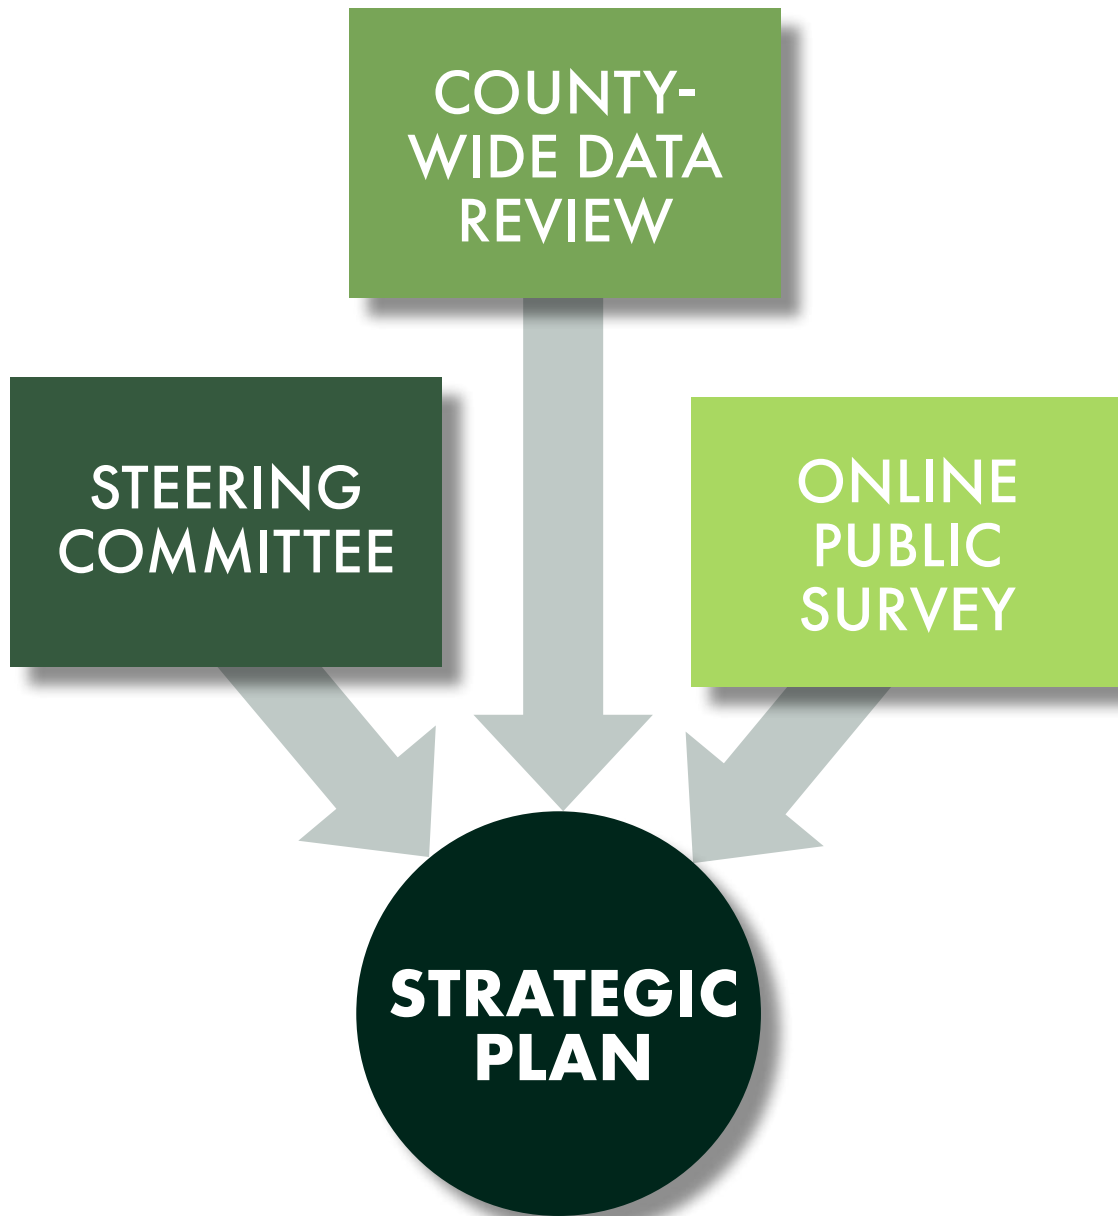 COUNTY-
WIDE DATA
REVIEW
STEERING
COMMITTEE
ONLINE
PUBLIC
SURVEY
STRATEGIC
PLAN